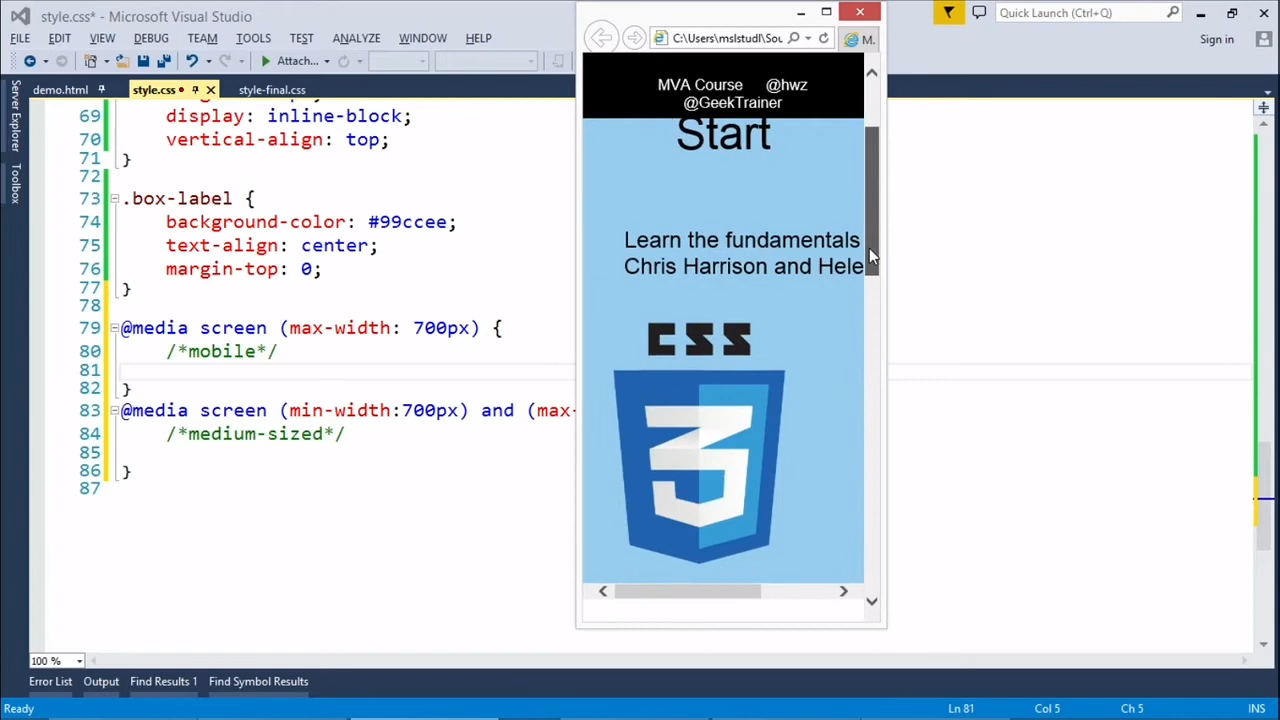 style.css* - Microsoft Visual Studio
Quick Launch (Ctrl+Q)
FILE EDIT VIEW DEBUG TEAM TOOLS TEST ANALYZE WINDOW HELP
Sign in
Attach...
C:\Users\mslstudl\Sou
M.
demo.html style.css* style-final.css
Server Explorer
Toolbox
69 display: inline-block;
70 vertical-align: top;
71 }
72
73 .box-label {
74 background-color: #99ccee;
75 text-align: center;
76 margin-top: 0;
77 }
78
79 @media screen (max-width: 700px) {
80 /*mobile*/
81
82 }
83 @media screen (min-width:700px) and (max-
84 /*medium-sized*/
85
86 }
87
MVA Course @hwz
@GeekTrainer
Start
Learn the fundamentals
Chris Harrison and Hele
CSS
3
100 %
Error List Output Find Results 1 Find Symbol Results
Ready Ln 81 Col 5 Ch 5 INS